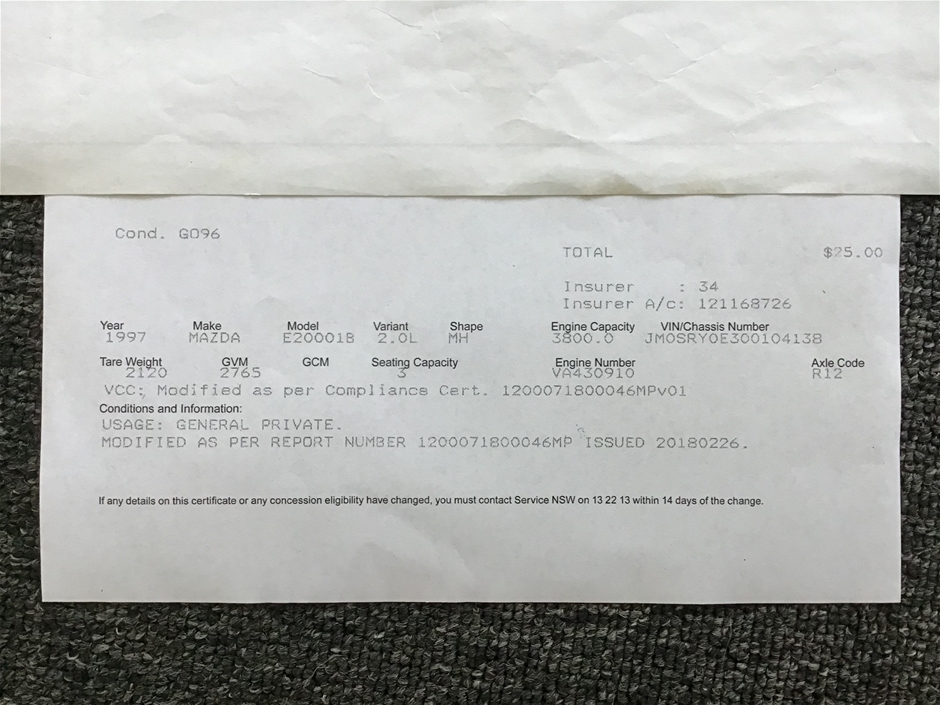 Cond. G096
TOTAL $25.00
Insurer : 34
Insurer A/c: 121168726
Year Make Model Variant Shape Engine Capacity VIN/Chassis Number
1997 MAZDA E20001B 2.0L MH 3800.0 JM0SRY0E300104138
Tare Weight GVM GCM Seating Capacity Engine Number Axle Code
2120 2765 3 VA430910 R12
VCC: Modified as per Compliance Cert. 1200071800046MPv01
Conditions and Information:
USAGE: GENERAL PRIVATE.
MODIFIED AS PER REPORT NUMBER 1200071800046MP ISSUED 20180226.
If any details on this certificate or any concession eligibility have changed, you must contact Service NSW on 13 22 13 within 14 days of the change.